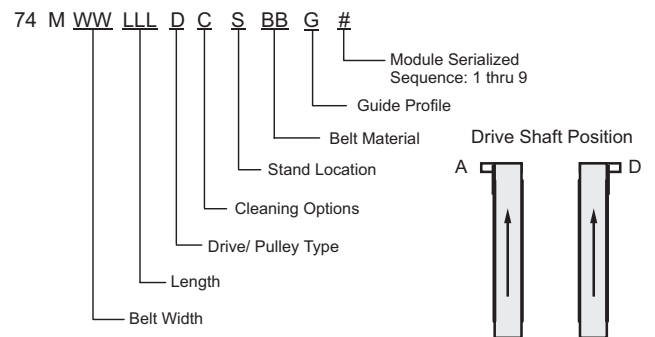 74 M WW LLL D C S BB G #
Module Serialized
Sequence: 1 thru 9
Guide Profile
Belt Material
Stand Location
Cleaning Options
Drive/ Pulley Type
Length
Belt Width
Drive Shaft Position
A D